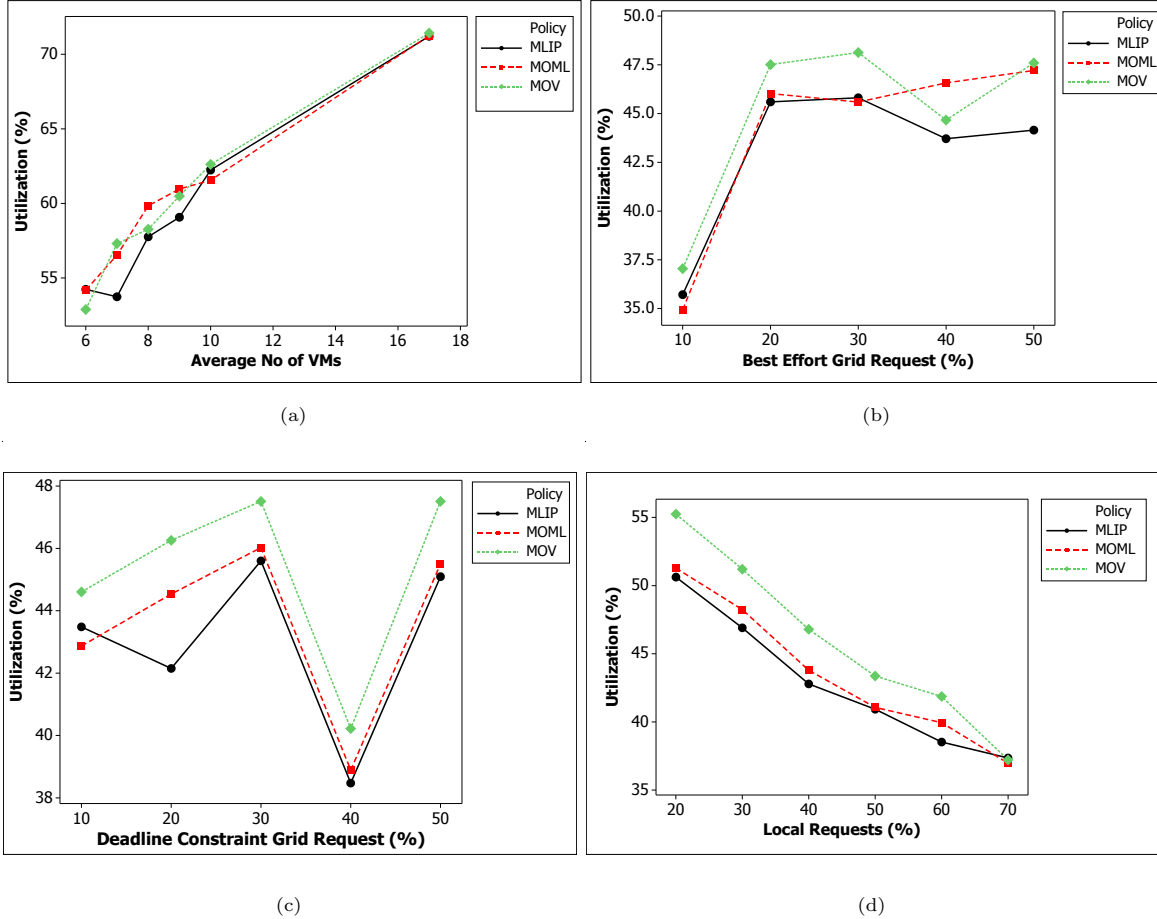 Policy
MLIP
MOML
MOV
70
65
60
55
Utilization (%)
6 8 10 12 14 16 18
Average No of VMs
(a)
Policy
MLIP
MOML
MOV
50.0
47.5
45.0
42.5
40.0
37.5
35.0
Utilization (%)
10 20 30 40 50
Best Effort Grid Request (%)
(b)
Policy
MLIP
MOML
MOV
48
46
44
42
40
38
Utilization (%)
10 20 30 40 50
Deadline Constraint Grid Request (%)
(c)
Policy
MLIP
MOML
MOV
55
50
45
40
35
Utilization (%)
20 30 40 50 60 70
Local Requests (%)
(d)